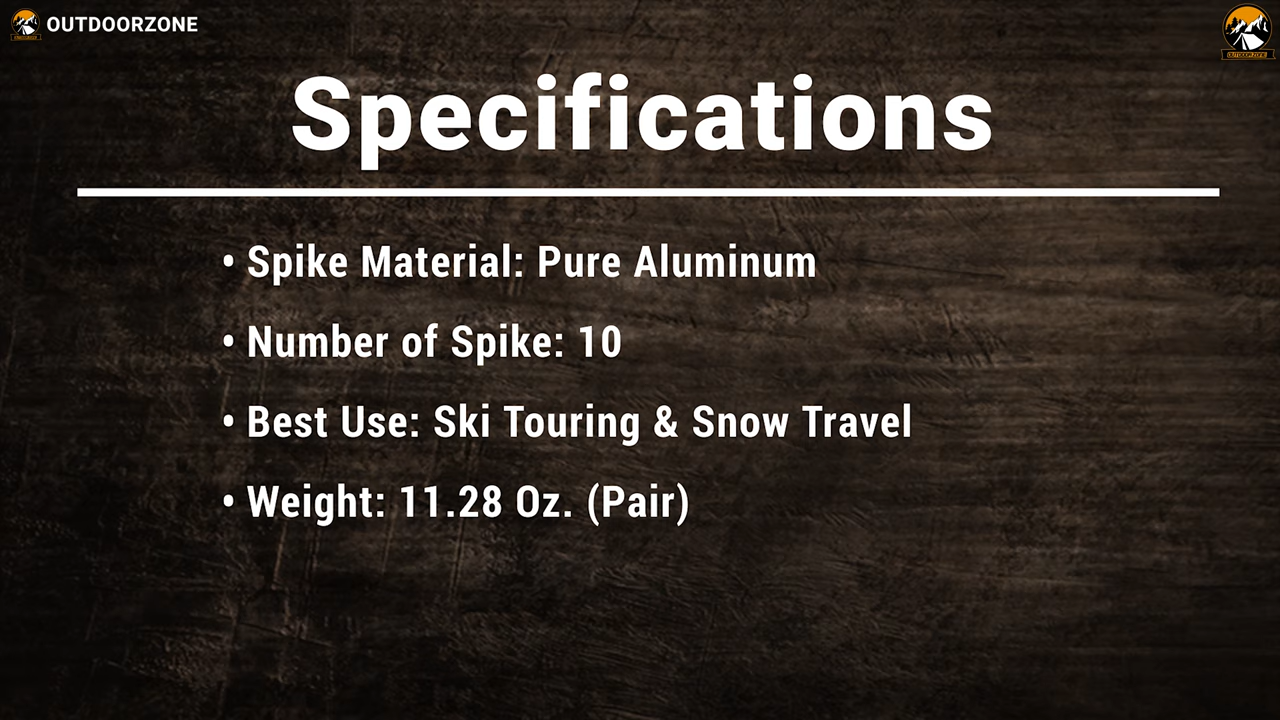 OUTDOORZONE
OUTDOORZONE
Specifications
• Spike Material: Pure Aluminum
• Number of Spike: 10
• Best Use: Ski Touring & Snow Travel
• Weight: 11.28 Oz. (Pair)